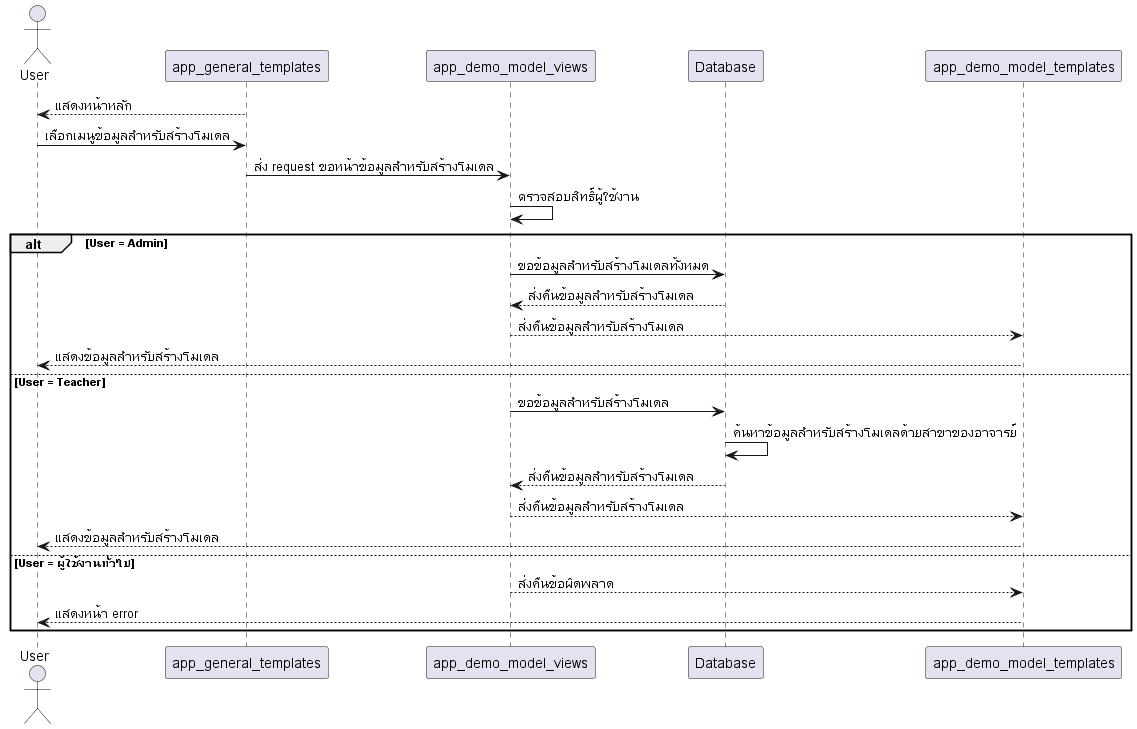 User
app_general_templates
app_demo_model_views
Database
app_demo_model_templates
แสดงหน้าหลัก
เลือกเมนูข้อมูลสำหรับสร้างโมเดล
ส่ง request ขอหน้าข้อมูลสำหรับสร้างโมเดล
ตรวจสอบสิทธิ์ผู้ใช้งาน
alt [User = Admin]
ขอข้อมูลสำหรับสร้างโมเดลทั้งหมด
ส่งคืนข้อมูลสำหรับสร้างโมเดล
ส่งคืนข้อมูลสำหรับสร้างโมเดล
แสดงข้อมูลสำหรับสร้างโมเดล
[User = Teacher]
ขอข้อมูลสำหรับสร้างโมเดล
ค้นหาข้อมูลสำหรับสร้างโมเดลด้วยสาขาของอาจารย์
ส่งคืนข้อมูลสำหรับสร้างโมเดล
ส่งคืนข้อมูลสำหรับสร้างโมเดล
แสดงข้อมูลสำหรับสร้างโมเดล
[User = ผู้ใช้งานทั่วไป]
ส่งคืนข้อผิดพลาด
แสดงหน้า error
User
app_general_templates
app_demo_model_views
Database
app_demo_model_templates